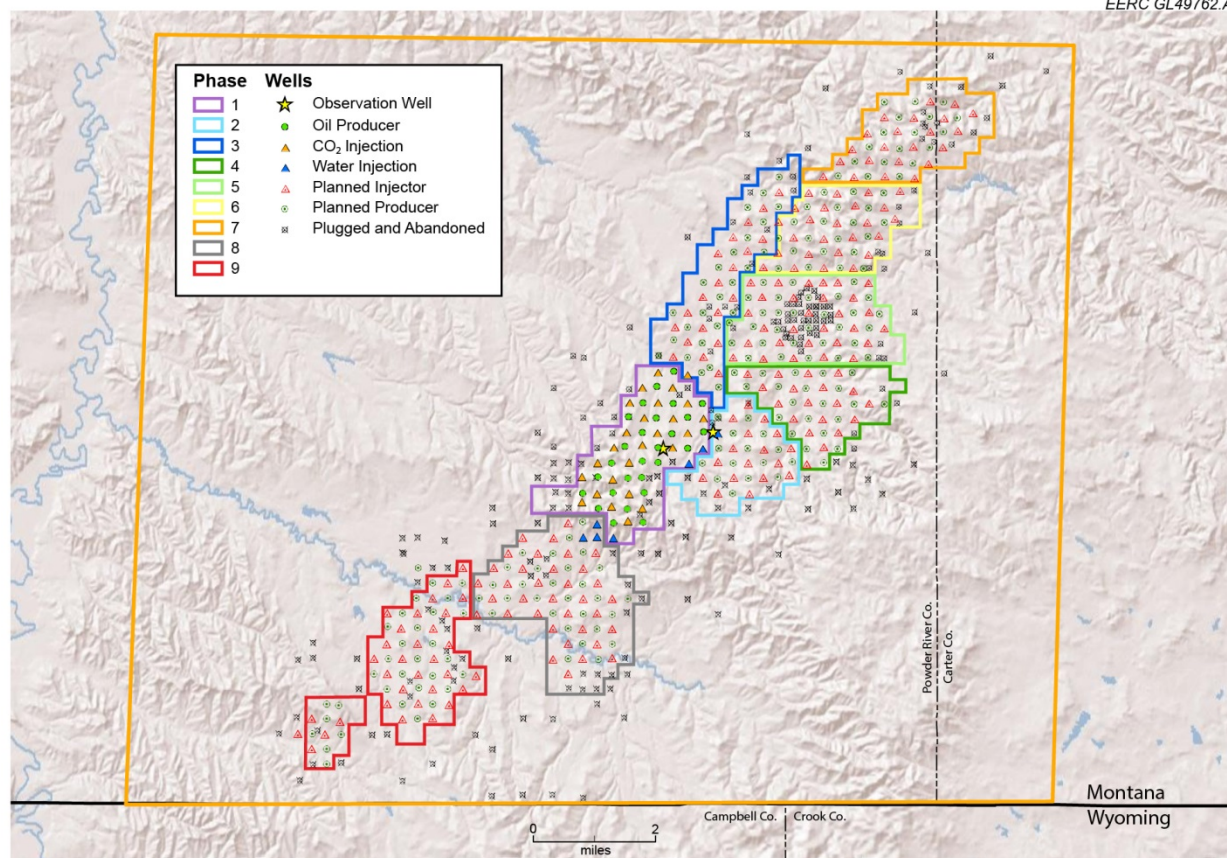 EERC GL49762.A
Phase Wells
1 Observation Well
2 Oil Producer
3 CO₂ Injection
4 Water Injection
5 Planned Injector
6 Planned Producer
7 Plugged and Abandoned
8
9
Powder River Co.
Carter Co.
Montana
Wyoming
Campbell Co. Crook Co.
0 2
miles